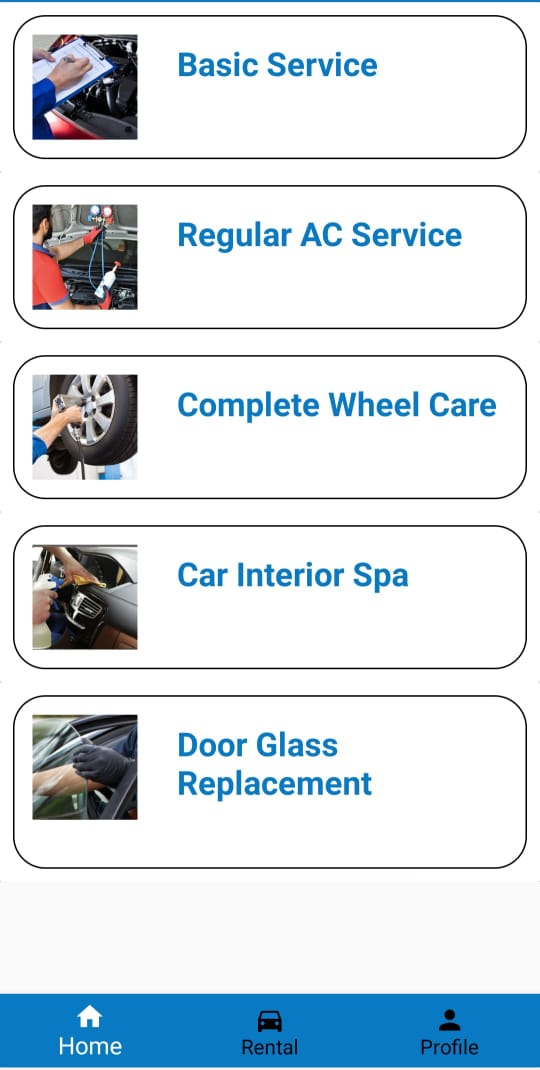 Basic Service
Regular AC Service
Complete Wheel Care
Car Interior Spa
Door Glass
Replacement
Home
Rental
Profile